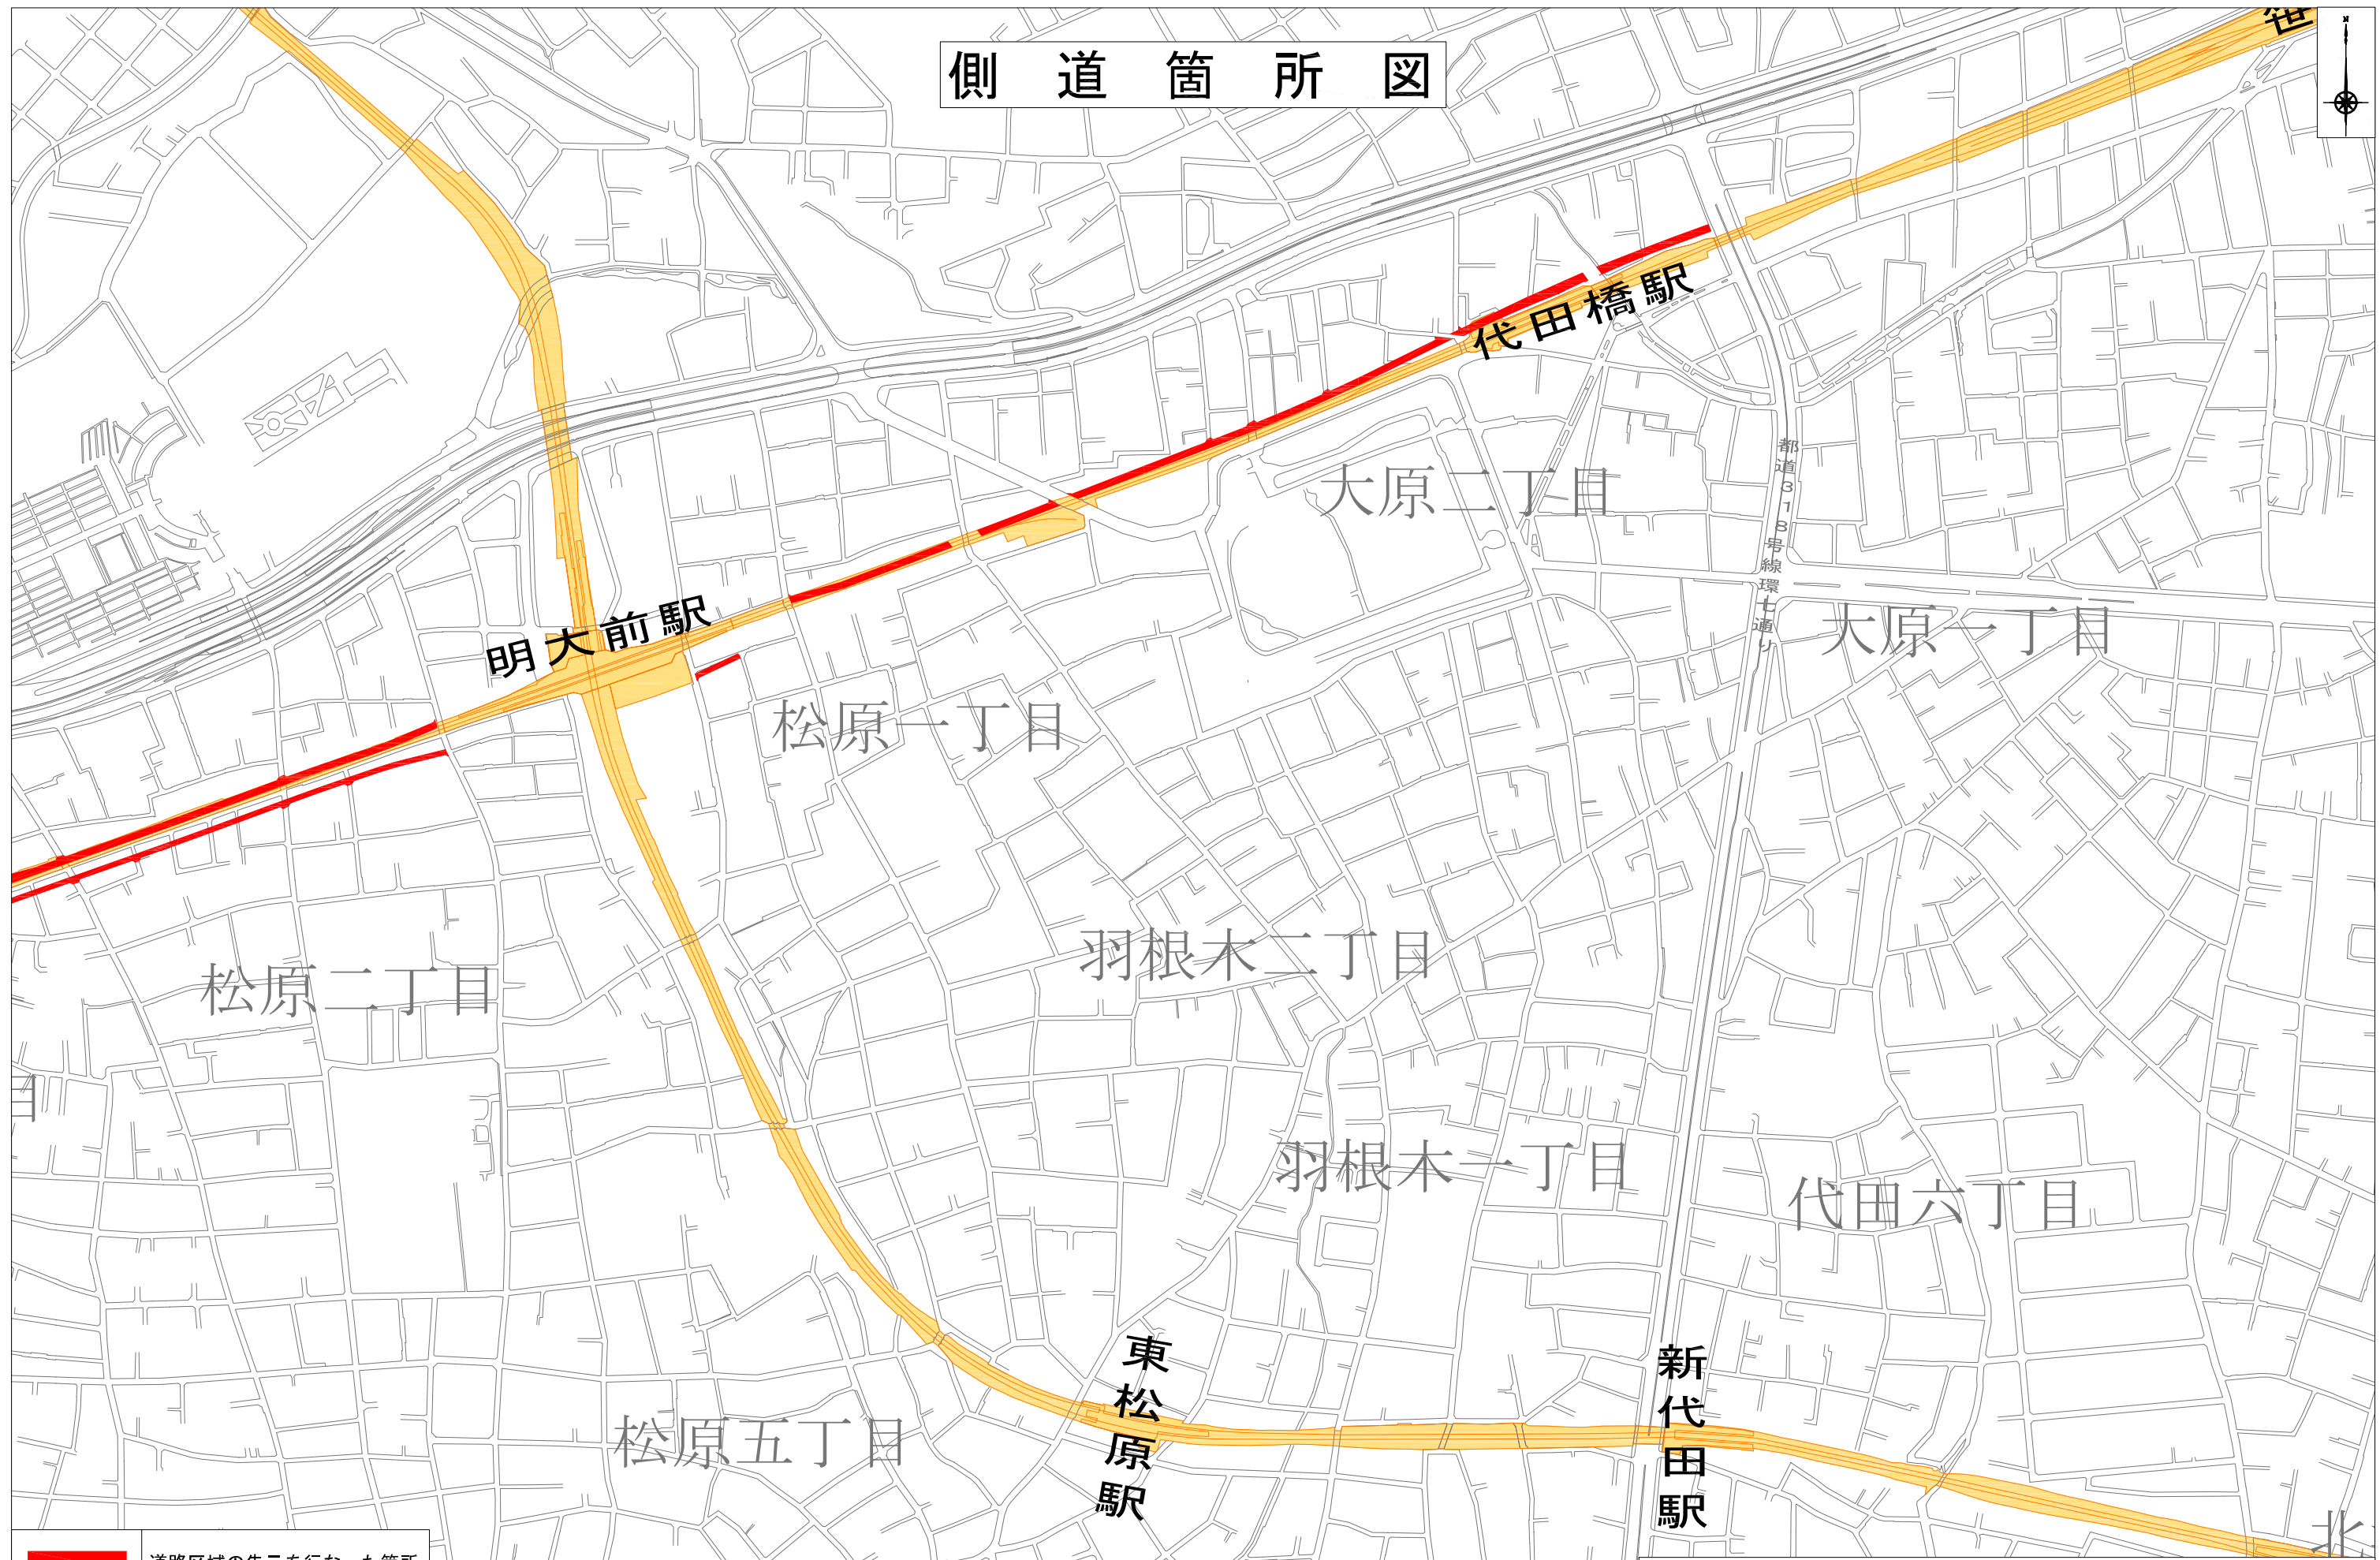 側道箇所図
笹
N
代田橋駅
大原二丁目
都道318号線環七通り
明大前駅
大原一丁目
松原一丁目
羽根木二丁目
松原二丁目
目
羽根木一丁目
代田六丁目
東松原駅
新代田駅
松原五丁目
北